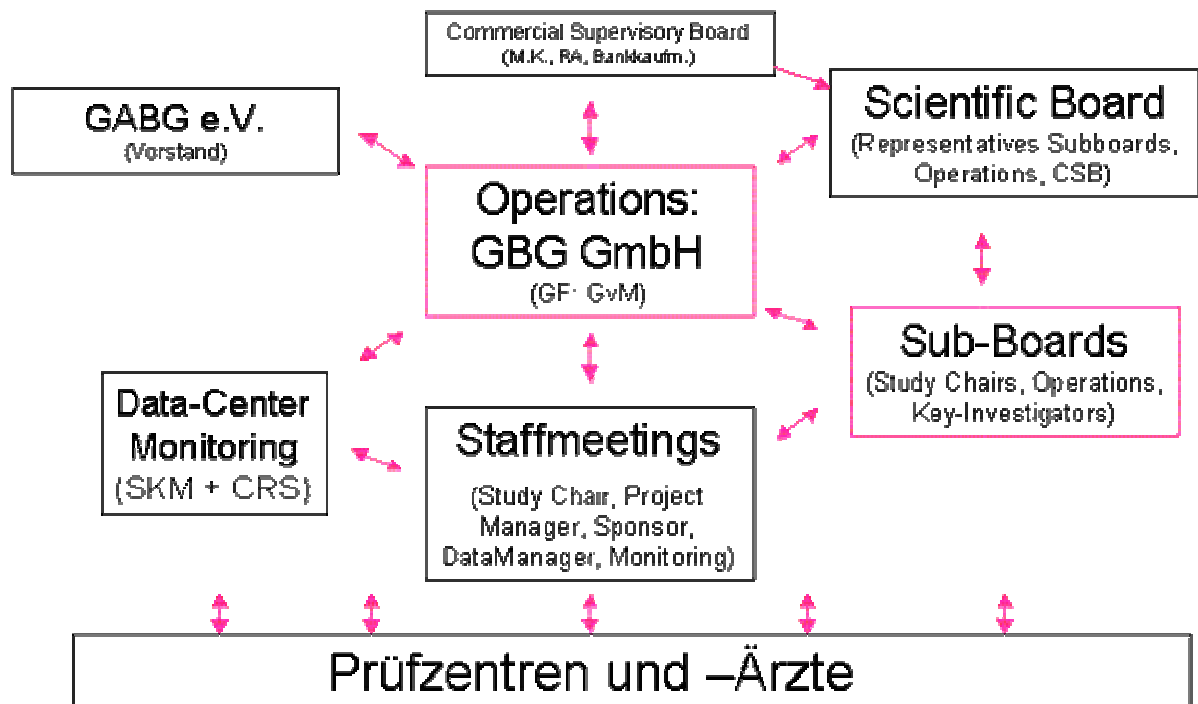 Commercial Supervisory Board
(M.K., RA, Bankkaufm.)
GABG e.V.
(Vorstand)
Scientific Board
(Representatives Subboards,
Operations, CSB)
Operations:
GBG GmbH
(GF: GvM)
Sub-Boards
(Study Chairs, Operations,
Key-Investigators)
Data-Center
Monitoring
(SKM + CRS)
Staffmeetings
(Study Chair, Project
Manager, Sponsor,
DataManager, Monitoring)
Prüfzentren und –Ärzte